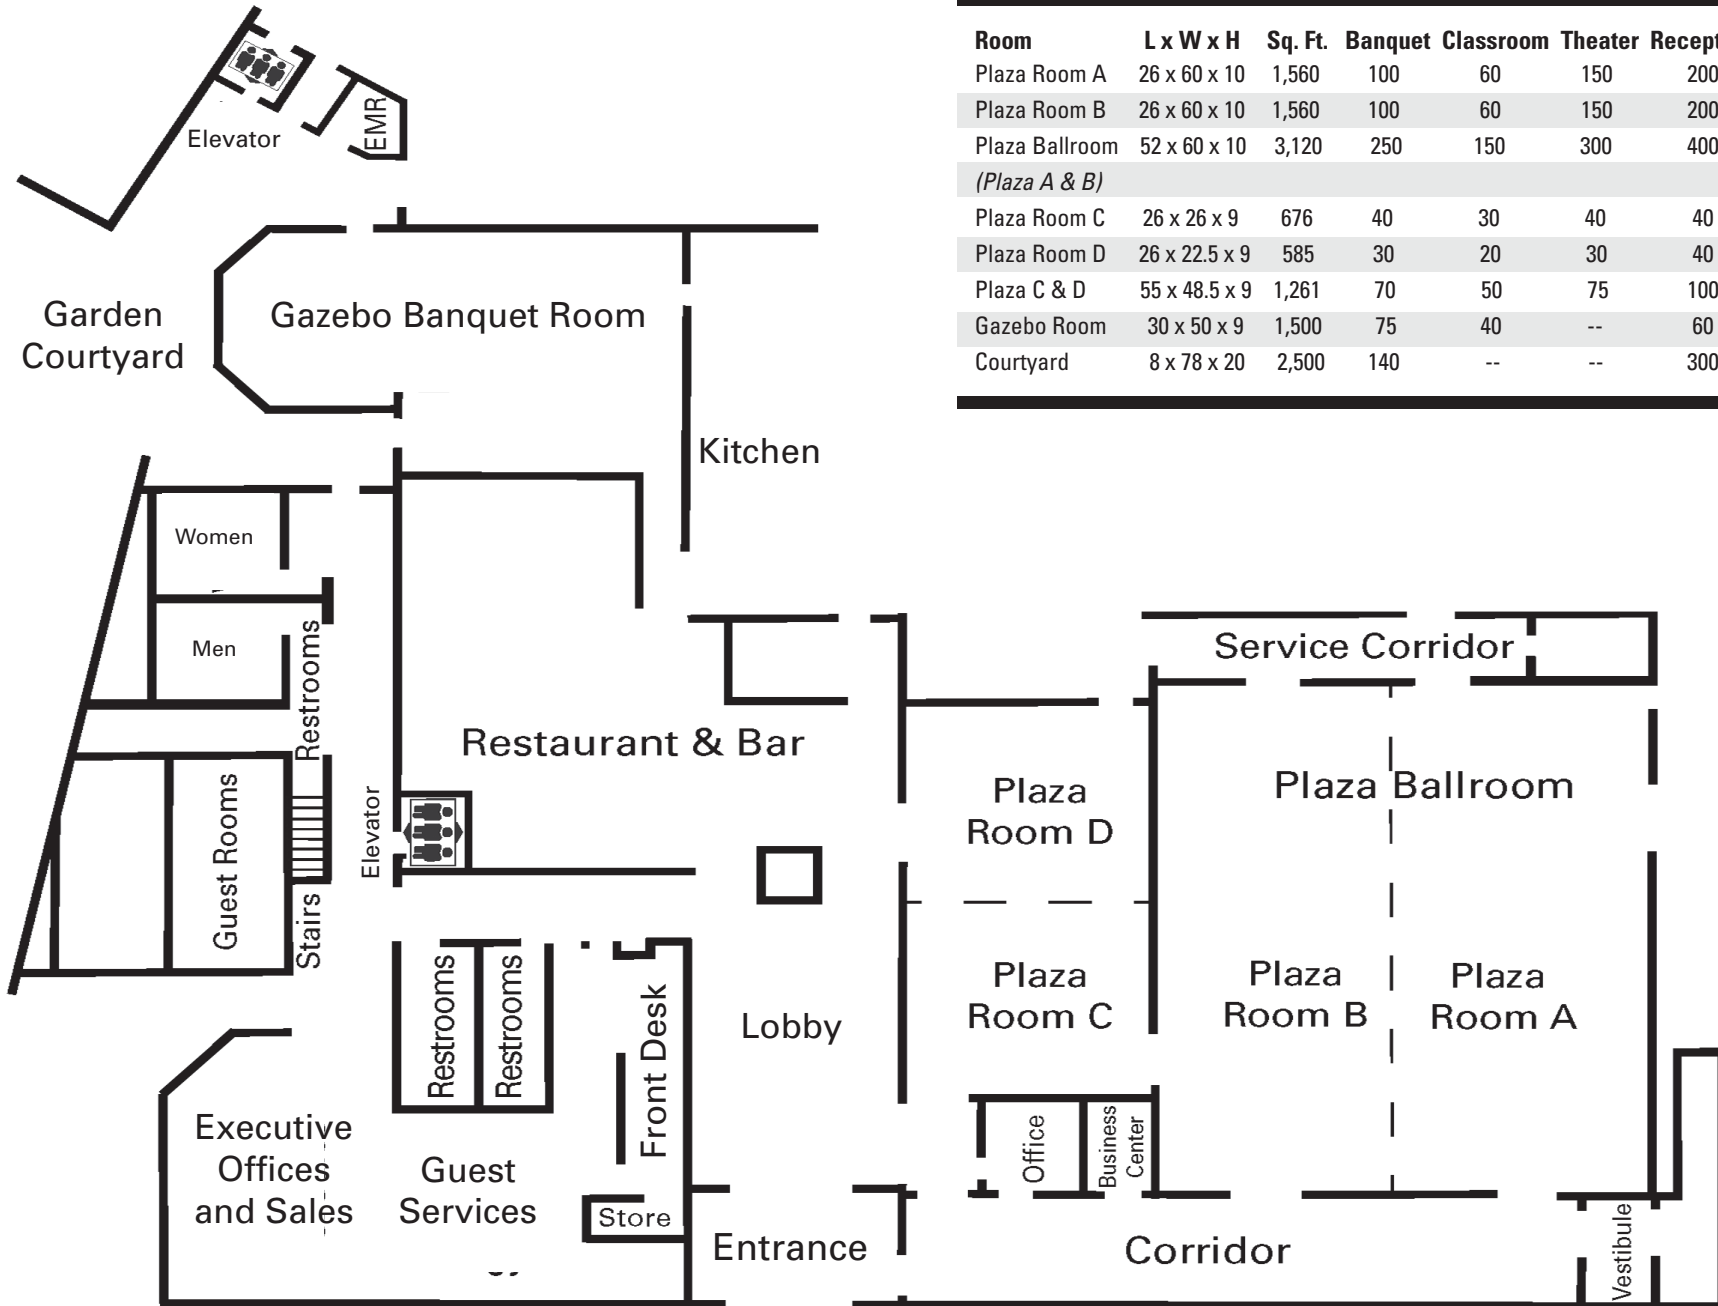 Room L x W x H Sq. Ft. Banquet Classroom Theater Recept
Plaza Room A 26 x 60 x 10 1,560 100 60 150 200
Plaza Room B 26 x 60 x 10 1,560 100 60 150 200
Plaza Ballroom 52 x 60 x 10 3,120 250 150 300 400
(Plaza A & B)
Plaza Room C 26 x 26 x 9 676 40 30 40 40
Plaza Room D 26 x 22.5 x 9 585 30 20 30 40
Plaza C & D 55 x 48.5 x 9 1,261 70 50 75 100
Gazebo Room 30 x 50 x 9 1,500 75 40 -- 60
Courtyard 8 x 78 x 20 2,500 140 -- -- 300
EMR
Elevator
Garden
Courtyard
Gazebo Banquet Room
Kitchen
Women
Men
Restrooms
Service Corridor
Restaurant & Bar
Plaza
Room D
Plaza Ballroom
Guest Rooms
Elevator
Stairs
Restrooms
Restrooms
Front Desk
Lobby
Plaza
Room C
Plaza
Room B
Plaza
Room A
Executive
Offices
and Sales
Guest
Services
Store
Office
Business
Center
Entrance
Corridor
Vestibule